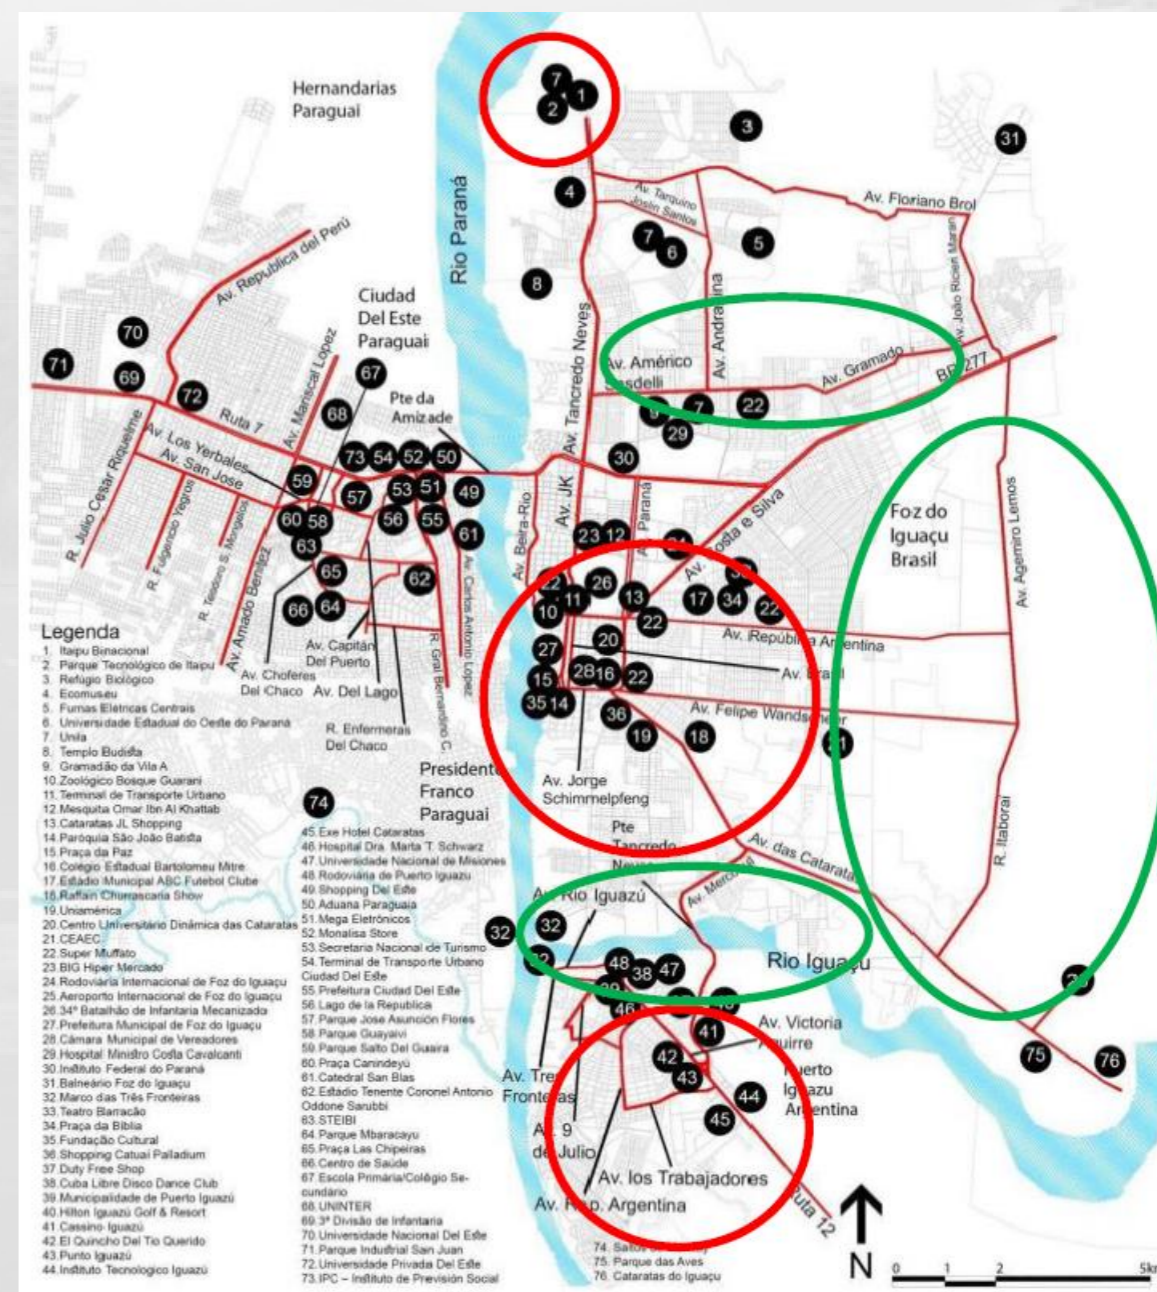 Hernandarias
Paraguai
Rio Paraná
Av. Republica del Perú
Ciudad
Del Este
Paraguai
Pte da
Amizade
Av. Mariscal Lopez
Ruta 7
Av. Los Yerbales
Av. San Jose
R. Julio Cesar Riquelme
R. Fulgencio Yegros
R. Teodoro S. Mongelos
Av. Amado Benitez
Av. Choferes
Del Chaco
Av. Capitán
Del Puerto
Av. Del Lago
R. Enfermeras
Del Chaco
R. Gral Bernardino C.
Av. Carlos Antonio Lopez
Presidente
Franco
Paraguai
Av. Tarquino
Joslin Santos
Av. Floriano Brol
Av. João Ricieri Maran
Av. Andradina
Av. Tancredo Neves
Av. Américo
Av. Gramado
BR 277
Av. JK
Av. Beira-Rio
Av. Paraná
Av. Costa e Silva
Foz do
Iguaçu
Brasil
Av. Agemiro Lemos
Av. República Argentina
Av. Brasil
Av. Felipe Wandscheer
Av. Jorge
Schimmelpfeng
Pte
Tancredo
Av. das Cataratas
R. Itaborai
Av. Rio Iguazú
Rio Iguaçu
Av. Victoria
Aguirre
Puerto
Iguazu
Argentina
Av. Tres
Fronteras
Av. 9
de Julio
Av. los Trabajadores
Av. Rep. Argentina
Ruta 12
N
0 1 2 5km
Legenda
1. Itaipu Binacional
2. Parque Tecnológico de Itaipu
3. Refúgio Biológico
4. Ecomuseu
5. Furnas Elétricas Centrais
6. Universidade Estadual do Oeste do Paraná
7. Unila
8. Templo Budista
9. Gramadão da Vila A
10. Zoológico Bosque Guarani
11. Terminal de Transporte Urbano
12. Mesquita Omar Ibn Al Khattab
13. Cataratas JL Shopping
14. Paróquia São João Batista
15. Praça da Paz
16. Colegio Estadual Bartolomeu Mitre
17. Estádio Municipal ABC Futebol Clube
18. Rafain Churrascaria Show
19. Uniamérica
20. Centro Universitário Dinâmica das Cataratas
21. CEAEC
22. Super Muffato
23. BIG Hiper Mercado
24. Rodoviária Internacional de Foz do Iguaçu
25. Aeroporto Internacional de Foz do Iguaçu
26. 34º Batalhão de Infantaria Mecanizado
27. Prefeitura Municipal de Foz do Iguaçu
28. Câmara Municipal de Vereadores
29. Hospital Ministro Costa Cavalcanti
30. Instituto Federal do Paraná
31. Balneário Foz do Iguaçu
32. Marco das Três Fronteiras
33. Teatro Barracão
34. Praça da Bíblia
35. Fundação Cultural
36. Shopping Catuai Palladium
37. Duty Free Shop
38. Cuba Libre Disco Dance Club
39. Municipalidade de Puerto Iguazú
40. Hilton Iguazú Golf & Resort
41. Cassino Iguazú
42. El Quincho Del Tio Querido
43. Punto Iguazú
44. Instituto Tecnologico Iguazú
45. Exe Hotel Cataratas
46. Hospital Dra. Marta T. Schwarz
47. Universidade Nacional de Misiones
48. Rodoviária de Puerto Iguazu
49. Shopping Del Este
50. Aduana Paraguaia
51. Mega Eletrônicos
52. Monalisa Store
53. Secretaria Nacional de Turismo
54. Terminal de Transporte Urbano
Ciudad Del Este
55. Prefeitura Ciudad Del Este
56. Lago de la Republica
57. Parque Jose Asunción Flores
58. Parque Guayaivi
59. Parque Salto Del Guaira
60. Praça Canindeyú
61. Catedral San Blas
62. Estádio Tenente Coronel Antonio
Oddone Sarubbi
63. STEIBI
64. Parque Mbaracayu
65. Praça Las Chipeiras
66. Centro de Saúde
67. Escola Primária/Colégio Se-
cundário
68. UNINTER
69. 3ª Divisão de Infantaria
70. Universidade Nacional Del Este
71. Parque Industrial San Juan
72. Universidade Privada Del Este
73. IPC – Instituto de Previsión Social
74. Saltos
75. Parque das Aves
76. Cataratas do Iguaçu